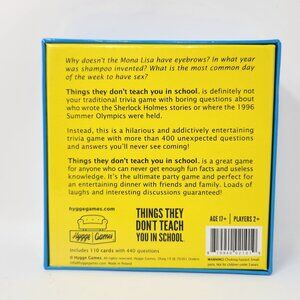 Why doesn't the Mona Lisa have eyebrows? In what year
was shampoo invented? What is the most common day
of the week to have sex?
Things they don't teach you in school. is definitely not
your traditional trivia game with boring questions about
who wrote the Sherlock Holmes stories or where the 1996
Summer Olympics were held.
Instead, this is a hilarious and addictively entertaining
trivia game with more than 400 unexpected questions
and answers you'll never see coming!
Things they don't teach you in school. is a great game
for anyone who can never get enough fun facts and useless
knowledge. It's the ultimate party game and perfect for
an entertaining dinner with friends and family. Loads of
laughs and interesting discussions guaranteed!
hyggegames.com
Hygge Games
THINGS THEY
DON'T TEACH
YOU IN SCHOOL.
AGE 17+ PLAYERS 2+
Includes 110 cards with 440 questions
© Hygge Games.
Made in Poland
WARNING: